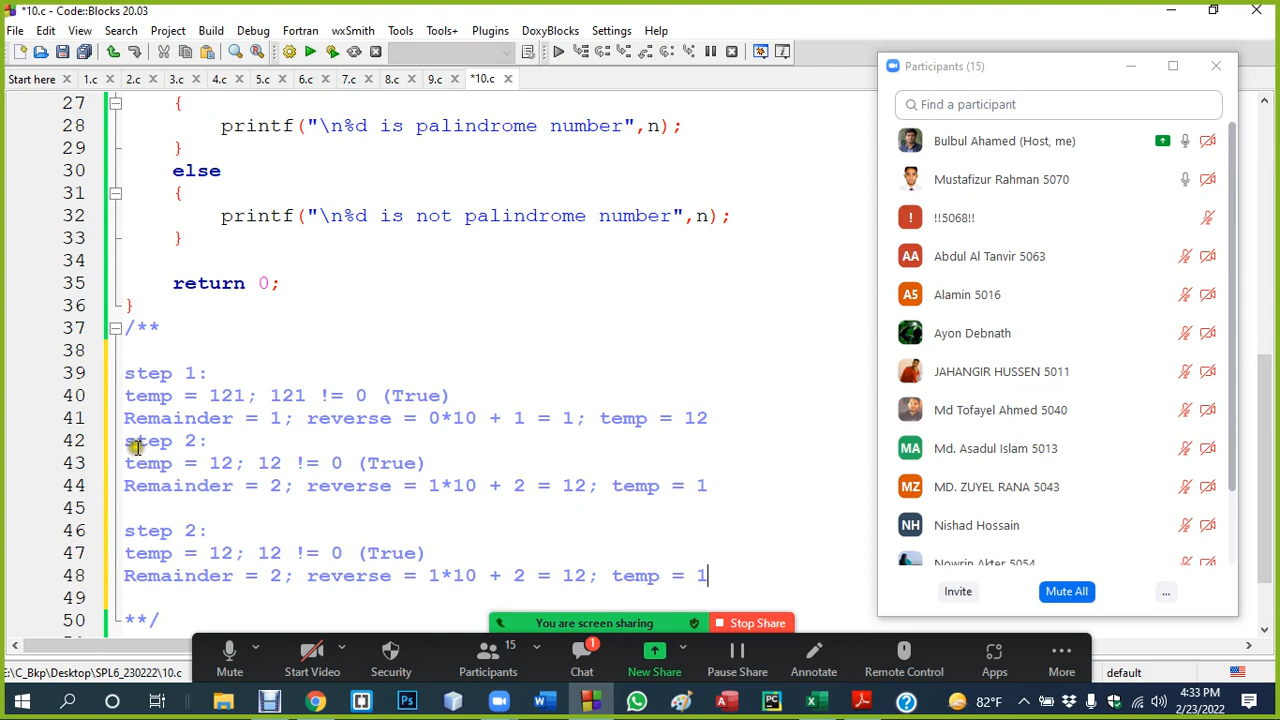 *10.c - Code::Blocks 20.03
File Edit View Search Project Build Debug Fortran wxSmith Tools Tools+ Plugins DoxyBlocks Settings Help
Start here 1.c 2.c 3.c 4.c 5.c 6.c 7.c 8.c 9.c *10.c
27 {
28 printf("\n%d is palindrome number",n);
29 }
30 else
31 {
32 printf("\n%d is not palindrome number",n);
33 }
34
35 return 0;
36 }
37 /**
38
39 step 1:
40 temp = 121; 121 != 0 (True)
41 Remainder = 1; reverse = 0*10 + 1 = 1; temp = 12
42 step 2:
43 temp = 12; 12 != 0 (True)
44 Remainder = 2; reverse = 1*10 + 2 = 12; temp = 1
45
46 step 2:
47 temp = 12; 12 != 0 (True)
48 Remainder = 2; reverse = 1*10 + 2 = 12; temp = 1
49
50 **/
Participants (15)
Find a participant
Bulbul Ahamed (Host, me)
Mustafizur Rahman 5070
! !!5068!!
AA Abdul Al Tanvir 5063
A5 Alamin 5016
Ayon Debnath
JAHANGIR HUSSEN 5011
Md Tofayel Ahmed 5040
MA Md. Asadul Islam 5053
MZ MD. ZUYEL RANA 5043
NH Nishad Hossain
Nowrin Akter 5054
Invite Mute All ...
You are screen sharing Stop Share
15 1
Mute Start Video Security Participants Chat New Share Pause Share Annotate Remote Control Apps More
E:\C_Bkp\Desktop\SPL6_230222\10.c default
82°F 4:33 PM
2/23/2022